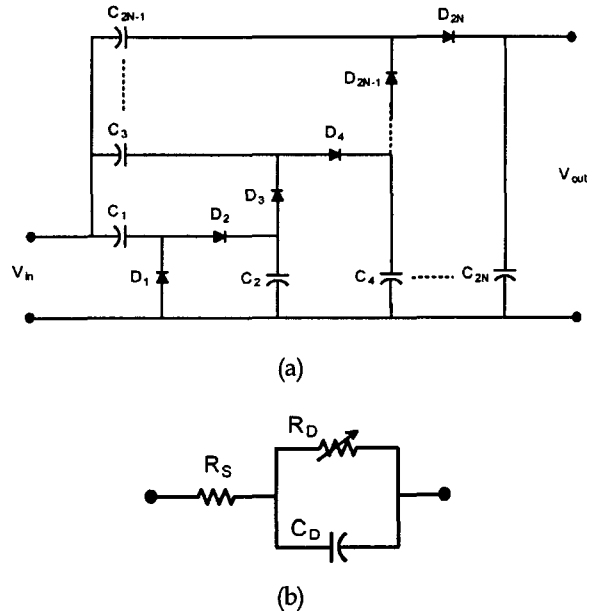 C2N-1
D2N
D2N-1
C3
D4
Vout
C1
D2
D3
Vin
D1
C2
C4
C2N
(a)
RD
RS
CD
(b)